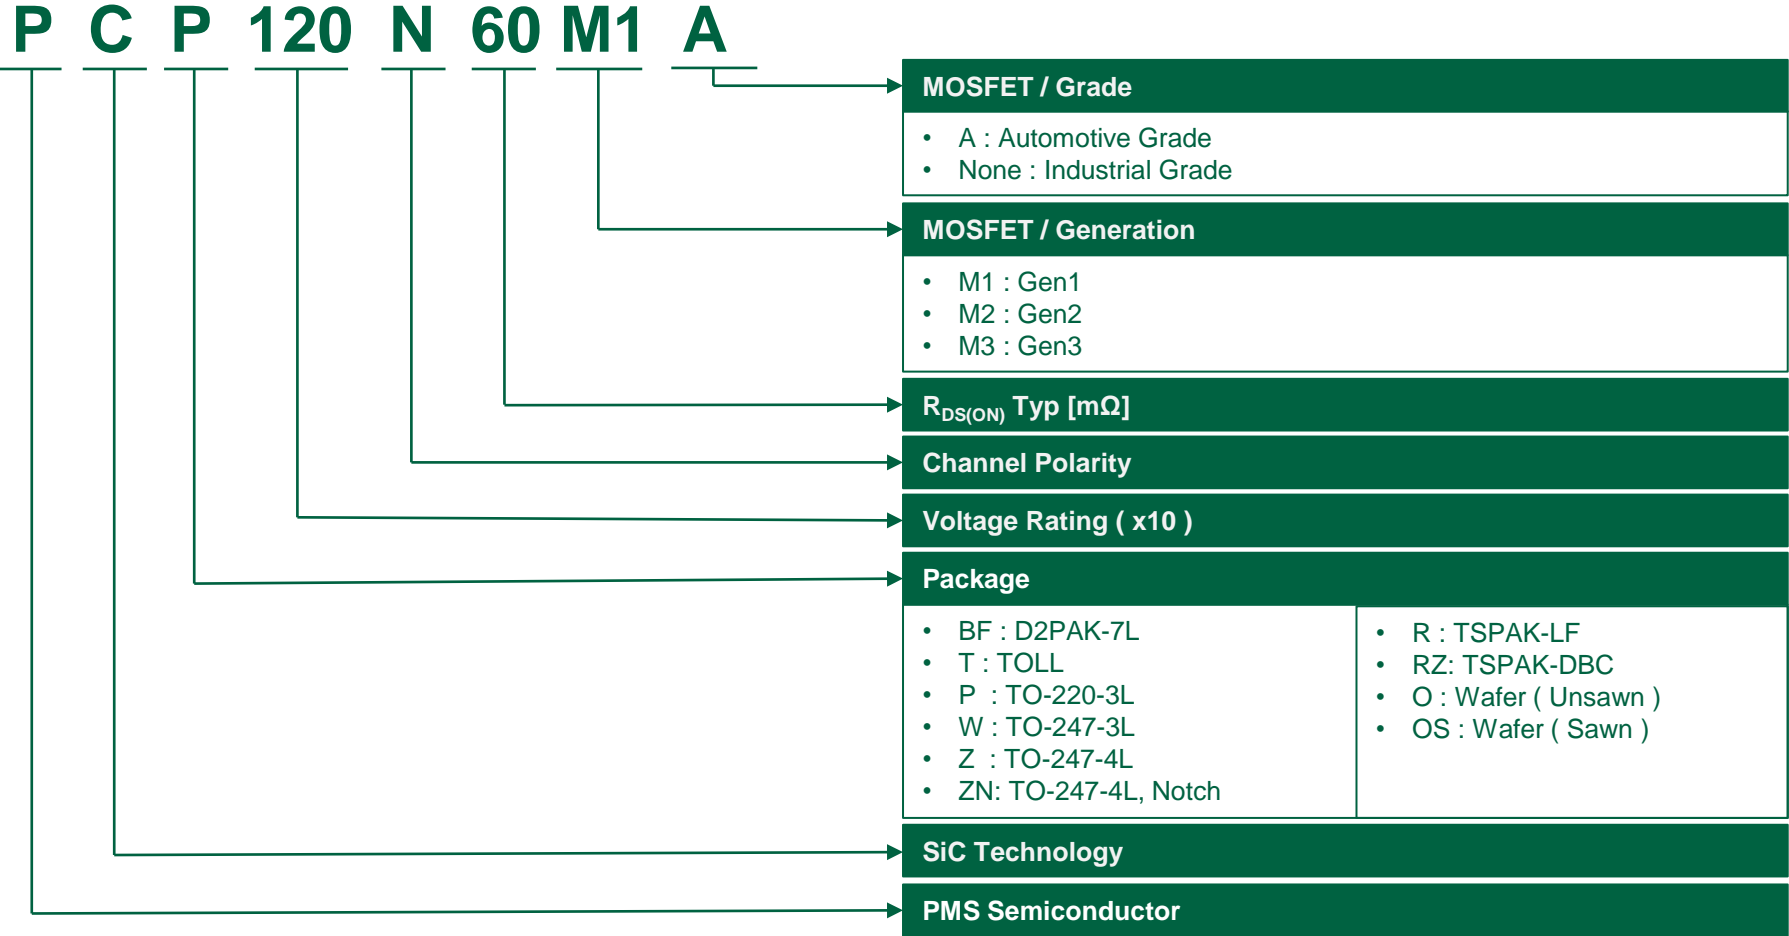 P C P 120 N 60 M1 A
MOSFET / Grade
• A : Automotive Grade
• None : Industrial Grade
MOSFET / Generation
• M1 : Gen1
• M2 : Gen2
• M3 : Gen3
RDS(ON) Typ [mΩ]
Channel Polarity
Voltage Rating ( x10 )
Package
• BF : D2PAK-7L
• T : TOLL
• P : TO-220-3L
• W : TO-247-3L
• Z : TO-247-4L
• ZN: TO-247-4L, Notch
• R : TSPAK-LF
• RZ: TSPAK-DBC
• O : Wafer ( Unsawn )
• OS : Wafer ( Sawn )
SiC Technology
PMS Semiconductor